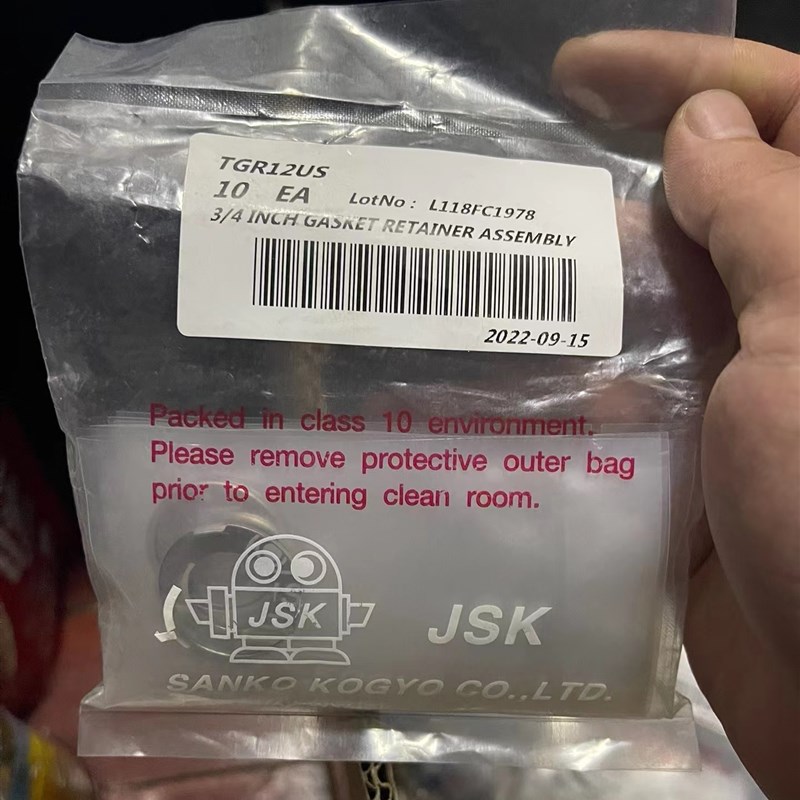 TGR12US
10 EA LotNo : L118FC1978
3/4 INCH GASKET RETAINER ASSEMBLY
2022-09-15
Packed in class 10 environment.
Please remove protective outer bag
prior to entering clean room.
JSK
JSK
SANKO KOGYO CO.,LTD.